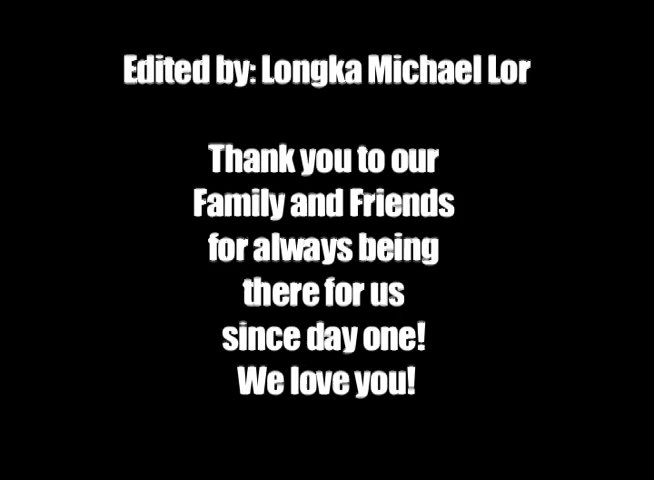 Edited by: Longka Michael Lor
Thank you to our
Family and Friends
for always being
there for us
since day one!
We love you!